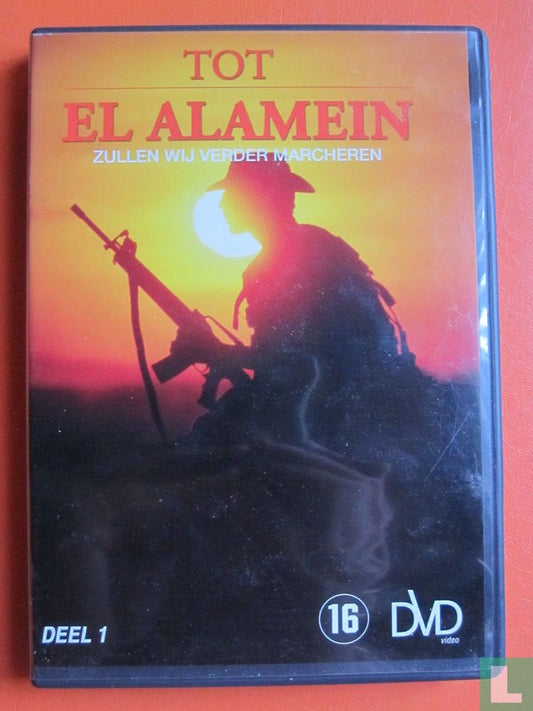 TOT
EL ALAMEIN
ZULLEN WIJ VERDER MARCHEREN
DEEL 1
16
DVD
video
L